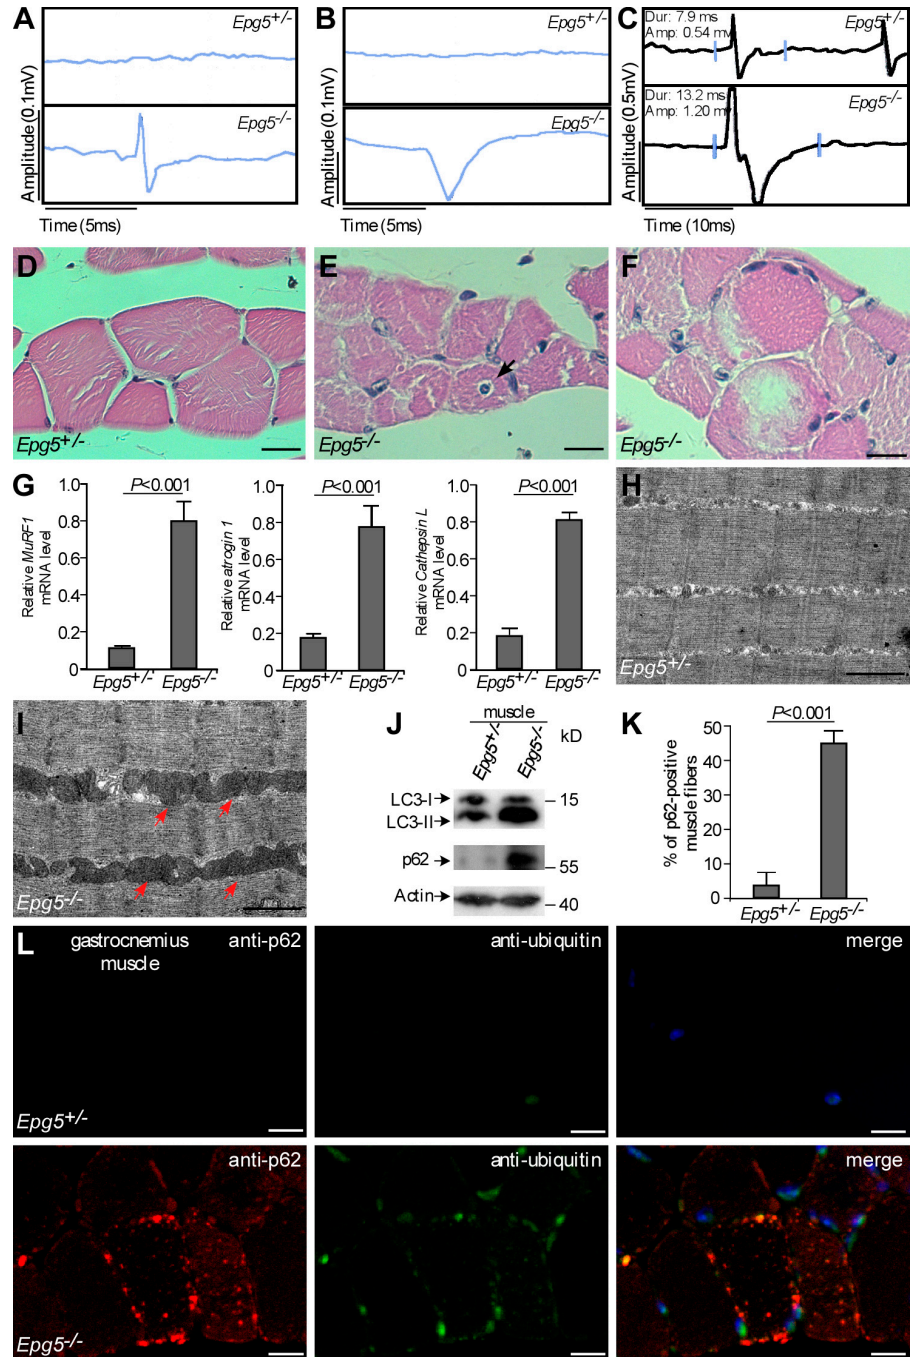 A
Epg5+/-
Epg5-/-
Amplitude (0.1mV)
Time (5ms)
B
Epg5+/-
Epg5-/-
Amplitude (0.1mV)
Time (5ms)
C
Dur: 7.9 ms
Amp: 0.54 mv
Epg5+/-
Dur: 13.2 ms
Amp: 1.20 mv
Epg5-/-
Amplitude (0.5mV)
Time (10ms)
D
Epg5+/-
E
Epg5-/-
F
Epg5-/-
G
Relative MuRF1
mRNA level
1.0
0.8
0.6
0.4
0.2
P<0.001
Epg5+/-
Epg5-/-
Relative atrogin 1
mRNA level
1.0
0.8
0.6
0.4
0.2
0
P<0.001
Epg5+/-
Epg5-/-
Relative Cathepsin L
mRNA level
1.0
0.8
0.6
0.4
0.2
0
P<0.001
Epg5+/-
Epg5-/-
H
Epg5+/-
I
Epg5-/-
J
muscle
Epg5+/-
Epg5-/-
kD
LC3-I
15
LC3-II
p62
55
Actin
40
K
% of p62-positive
muscle fibers
50
40
30
20
10
0
P<0.001
Epg5+/-
Epg5-/-
L
gastrocnemius
muscle
anti-p62
Epg5+/-
anti-ubiquitin
merge
anti-p62
Epg5-/-
anti-ubiquitin
merge